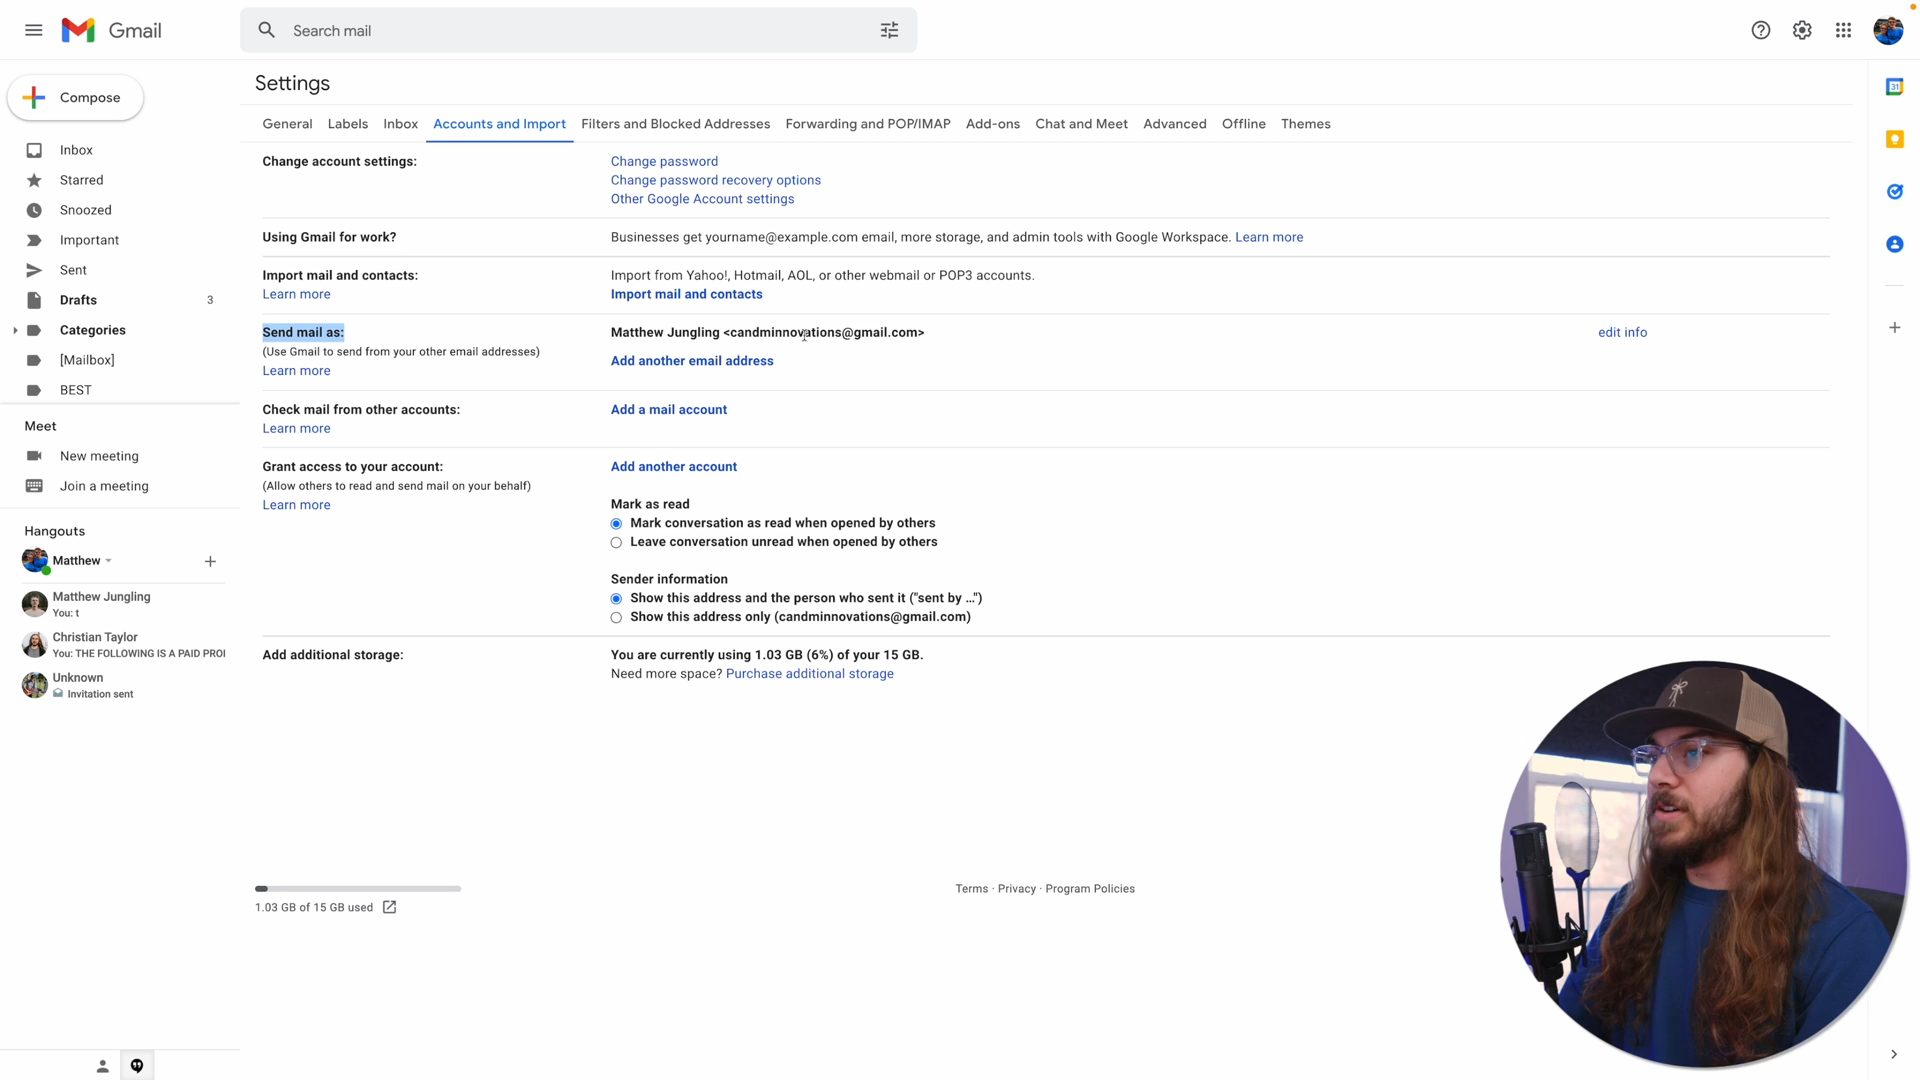 Gmail
Search mail
Compose
Inbox
Starred
Snoozed
Important
Sent
Drafts 3
Categories
[Mailbox]
BEST
Meet
New meeting
Join a meeting
Hangouts
Matthew
Matthew Jungling
You: t
Christian Taylor
You: THE FOLLOWING IS A PAID PROI
Unknown
Invitation sent
Settings
General Labels Inbox Accounts and Import Filters and Blocked Addresses Forwarding and POP/IMAP Add-ons Chat and Meet Advanced Offline Themes
Change account settings: Change password
Change password recovery options
Other Google Account settings
Using Gmail for work? Businesses get yourname@example.com email, more storage, and admin tools with Google Workspace. Learn more
Import mail and contacts: Import from Yahoo!, Hotmail, AOL, or other webmail or POP3 accounts.
Learn more Import mail and contacts
Send mail as: Matthew Jungling <candminnovations@gmail.com> edit info
(Use Gmail to send from your other email addresses)
Add another email address
Learn more
Check mail from other accounts: Add a mail account
Learn more
Grant access to your account: Add another account
(Allow others to read and send mail on your behalf)
Learn more
Mark as read
Mark conversation as read when opened by others
Leave conversation unread when opened by others
Sender information
Show this address and the person who sent it ("sent by ...")
Show this address only (candminnovations@gmail.com)
Add additional storage: You are currently using 1.03 GB (6%) of your 15 GB.
Need more space? Purchase additional storage
Terms · Privacy · Program Policies
1.03 GB of 15 GB used
31